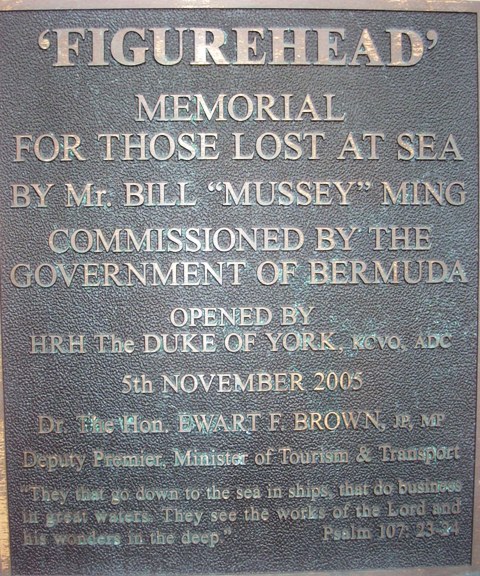 ‘FIGUREHEAD’
MEMORIAL
FOR THOSE LOST AT SEA
BY Mr. BILL “MUSSEY” MING
COMMISSIONED BY THE
GOVERNMENT OF BERMUDA
OPENED BY
HRH The DUKE OF YORK, KCVO, ADC
5th NOVEMBER 2005
Dr. The Hon. EWART F. BROWN, JP, MP
Deputy Premier, Minister of Tourism & Transport
“They that go down to the sea in ships, that do business
in great waters. They see the works of the Lord and
his wonders in the deep” Psalm 107: 23-24